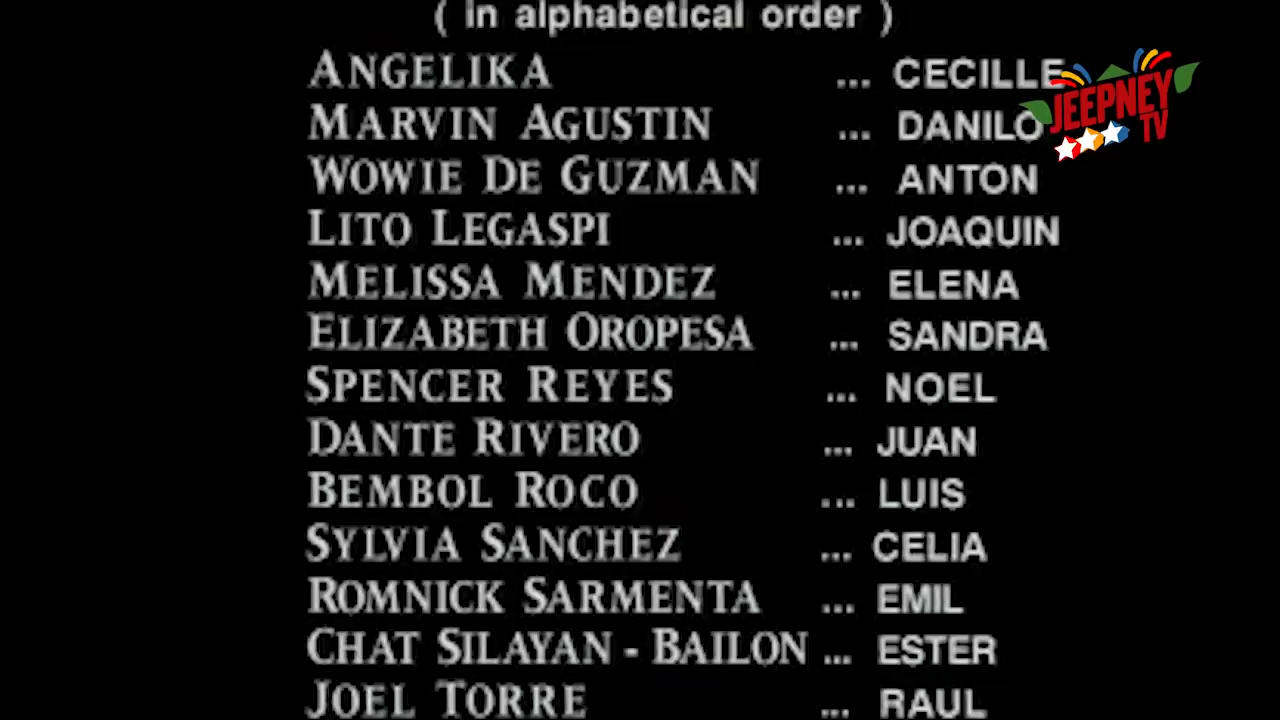 ( in alphabetical order )
ANGELIKA ... CECILLE
MARVIN AGUSTIN ... DANILO
WOWIE DE GUZMAN ... ANTON
LITO LEGASPI ... JOAQUIN
MELISSA MENDEZ ... ELENA
ELIZABETH OROPESA ... SANDRA
SPENCER REYES ... NOEL
DANTE RIVERO ... JUAN
BEMBOL ROCO ... LUIS
SYLVIA SANCHEZ ... CELIA
ROMNICK SARMENTA ... EMIL
CHAT SILAYAN - BAILON ... ESTER
JOEL TORRE ... RAUL
JEEPNEY
TV